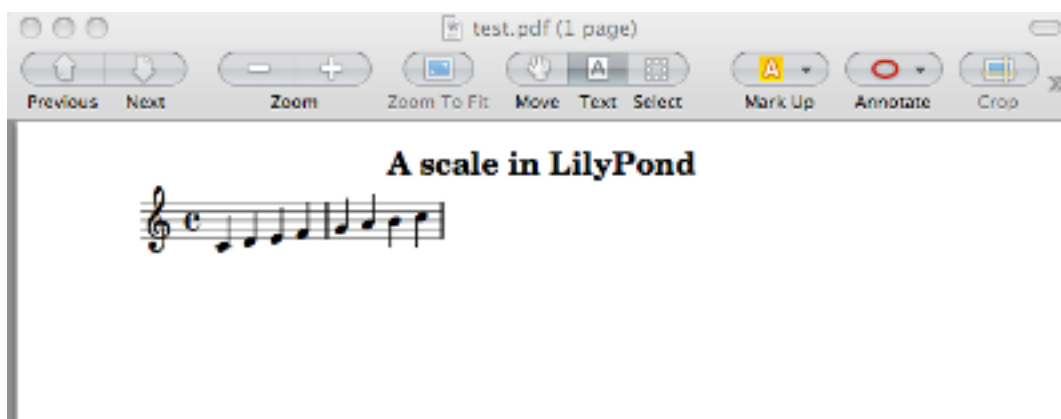 test.pdf (1 page)
Previous Next Zoom Zoom To Fit Move Text Select Mark Up Annotate Crop
A scale in LilyPond